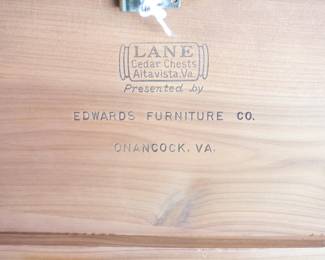 LANE
Cedar Chests
Altavista, Va.
Presented by
EDWARDS FURNITURE CO.
ONANCOCK, VA.